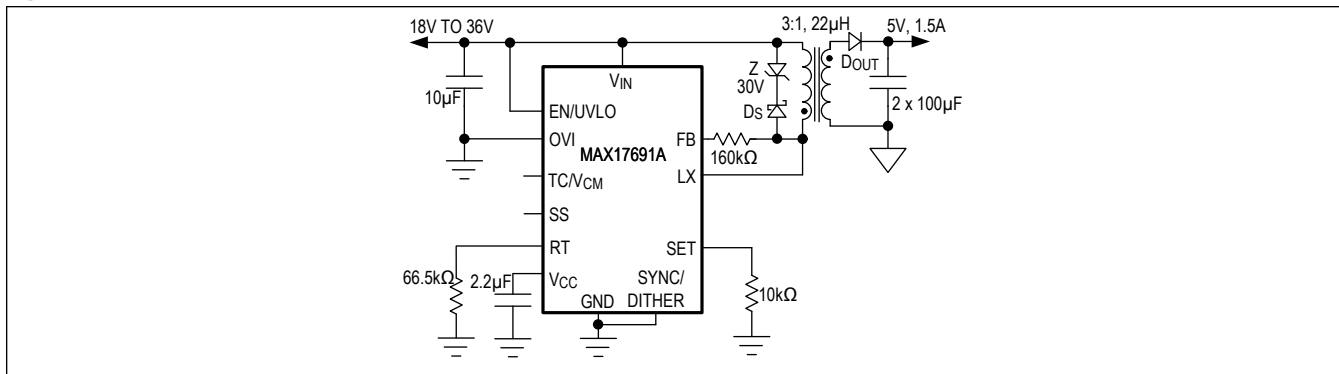 18V TO 36V
3:1, 22µH
5V, 1.5A
DOUT
VIN
Z
30V
10µF
EN/UVLO
DS
2 x 100µF
OVI
FB
MAX17691A
160kΩ
TC/VCM
LX
SS
RT
SET
66.5kΩ
2.2µF
VCC
SYNC/
DITHER
GND
10kΩ